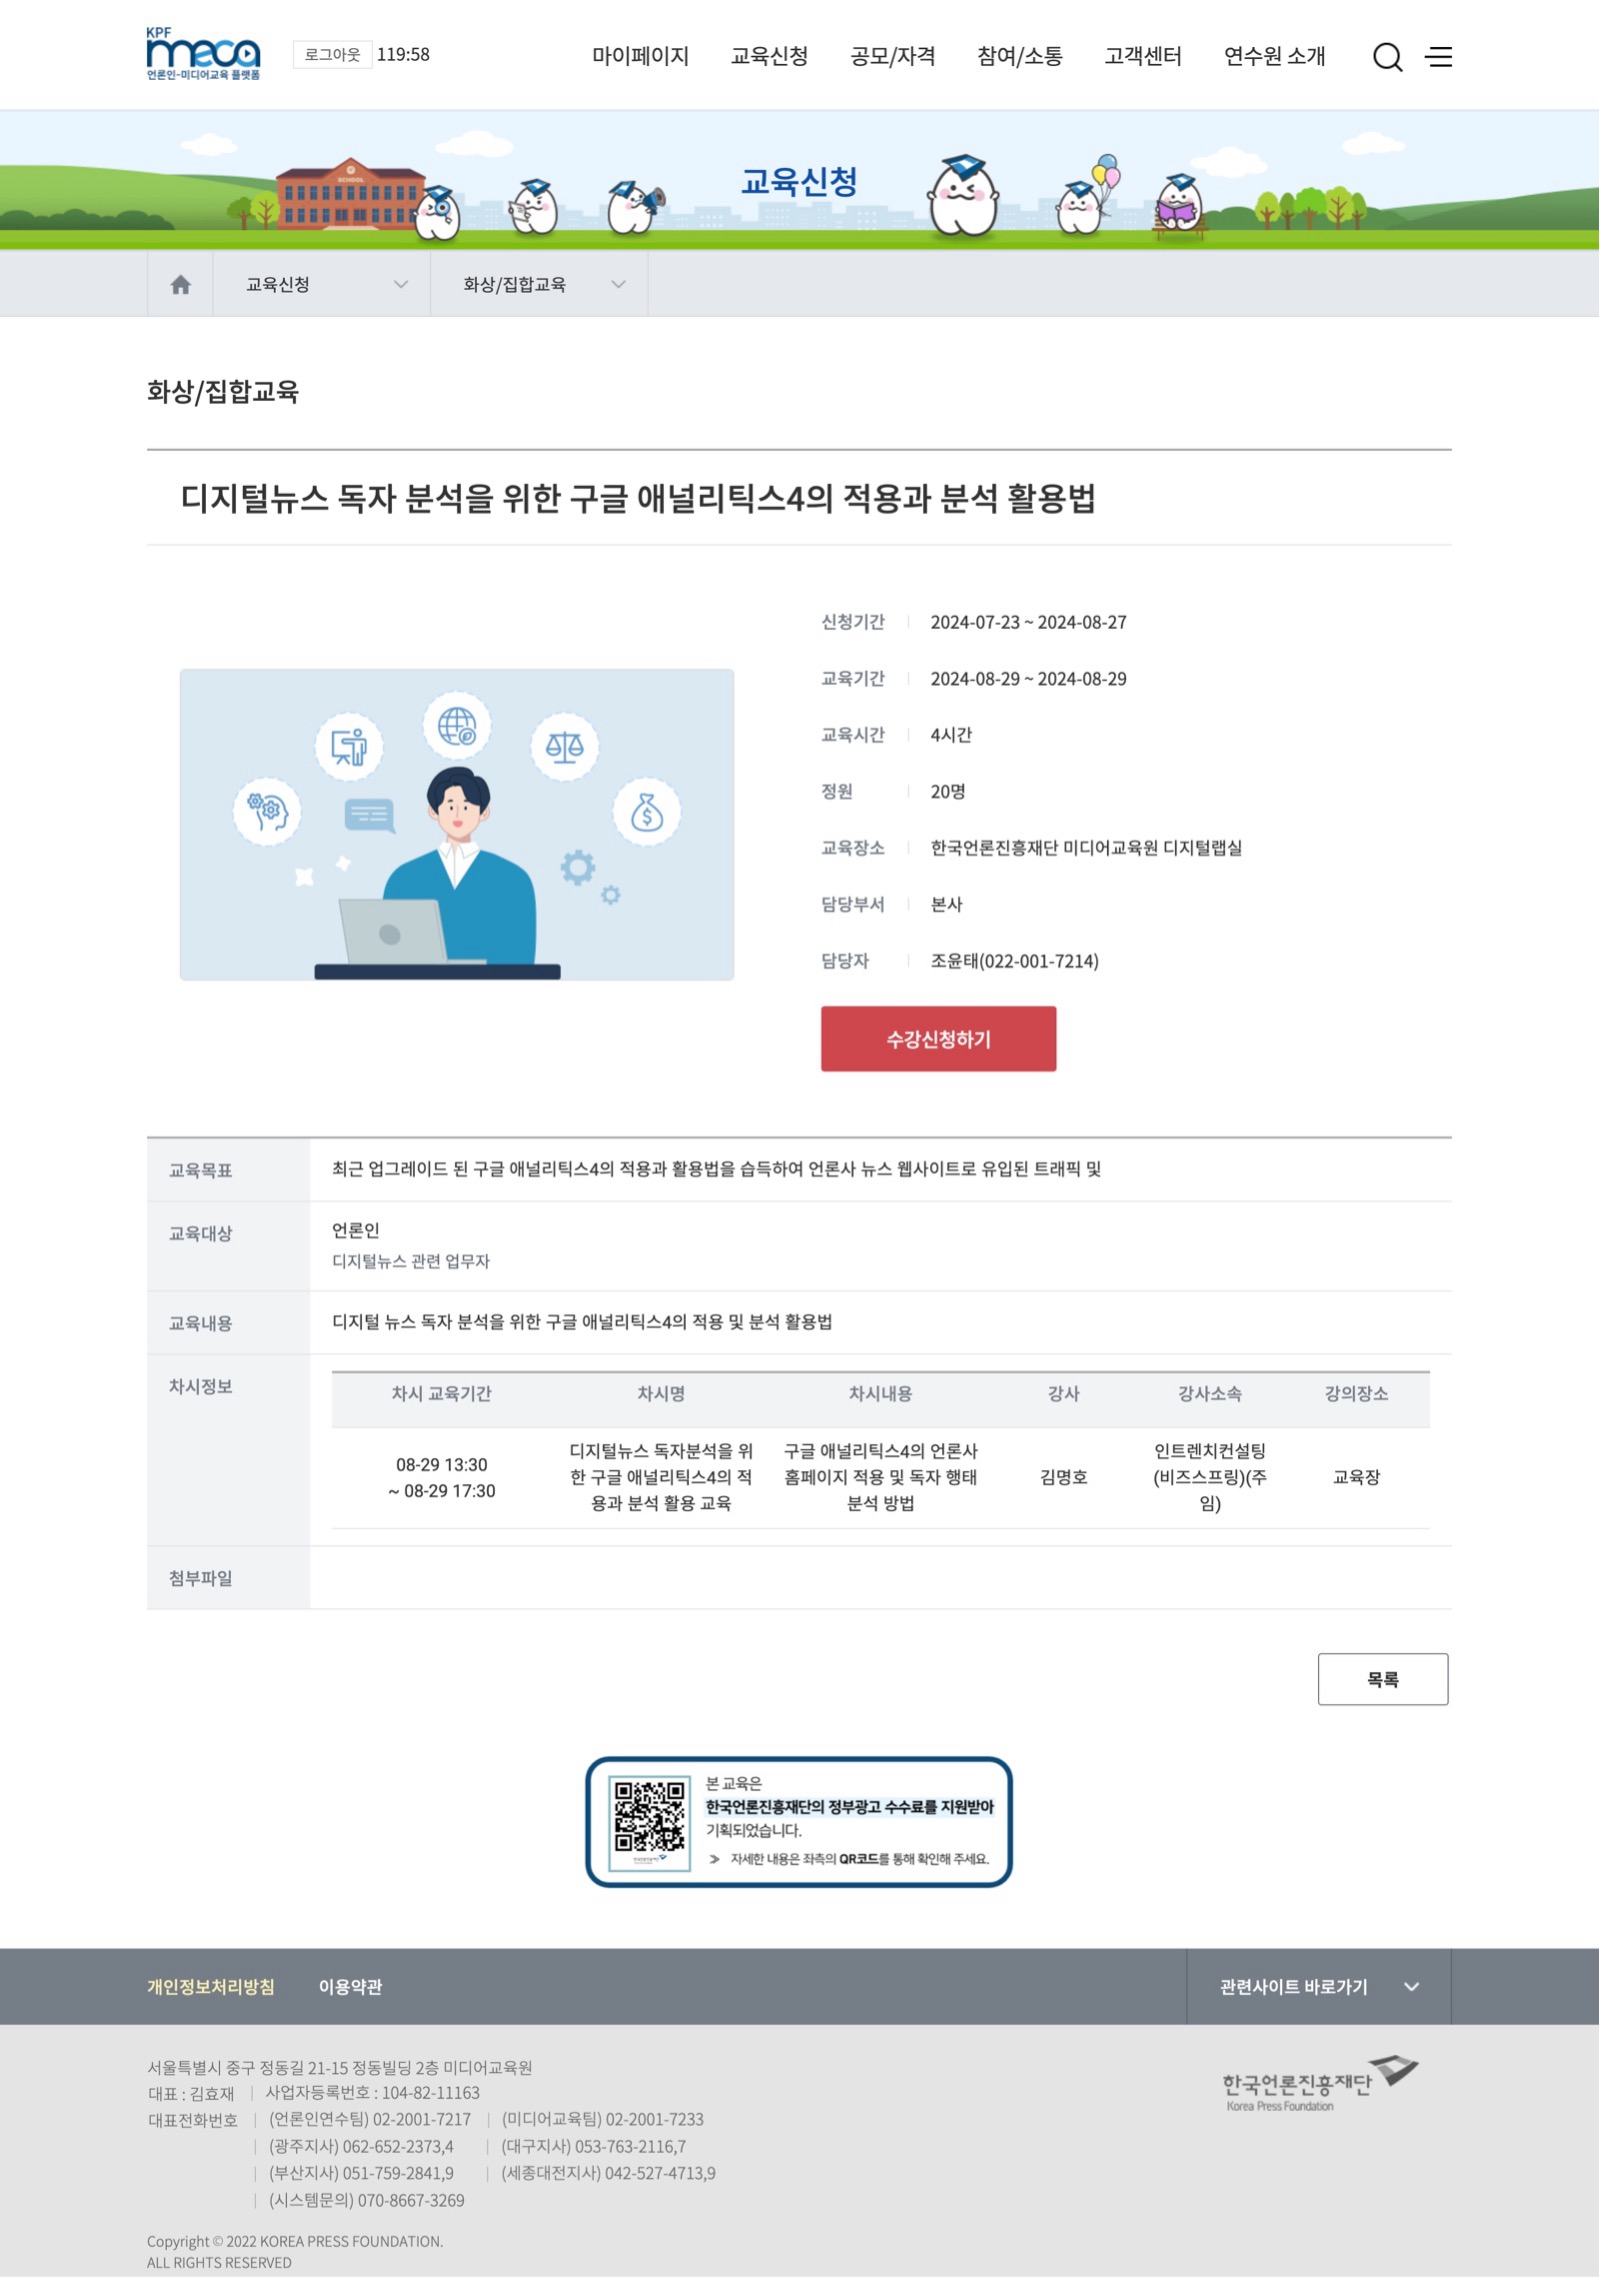 KPF
meca
언론인-미디어교육 플랫폼
로그아웃 119:58
마이페이지 교육신청 공모/자격 참여/소통 고객센터 연수원 소개
SCHOOL
교육신청
교육신청 화상/집합교육
화상/집합교육
디지털뉴스 독자 분석을 위한 구글 애널리틱스4의 적용과 분석 활용법
신청기간 2024-07-23 ~ 2024-08-27
교육기간 2024-08-29 ~ 2024-08-29
교육시간 4시간
정원 20명
교육장소 한국언론진흥재단 미디어교육원 디지털랩실
담당부서 본사
담당자 조윤태(022-001-7214)
수강신청하기
교육목표 최근 업그레이드 된 구글 애널리틱스4의 적용과 활용법을 습득하여 언론사 뉴스 웹사이트로 유입된 트래픽 및
교육대상 언론인
디지털뉴스 관련 업무자
교육내용 디지털 뉴스 독자 분석을 위한 구글 애널리틱스4의 적용 및 분석 활용법
차시정보
차시 교육기간 차시명 차시내용 강사 강사소속 강의장소
08-29 13:30
~ 08-29 17:30
디지털뉴스 독자분석을 위
한 구글 애널리틱스4의 적
용과 분석 활용 교육
구글 애널리틱스4의 언론사
홈페이지 적용 및 독자 행태
분석 방법
김명호
인트렌치컨설팅
(비즈스프링)(주
임)
교육장
첨부파일
목록
본 교육은
한국언론진흥재단의 정부광고 수수료를 지원받아
기획되었습니다.
≫ 자세한 내용은 좌측의 QR코드를 통해 확인해 주세요.
한국언론진흥재단
개인정보처리방침 이용약관 관련사이트 바로가기
서울특별시 중구 정동길 21-15 정동빌딩 2층 미디어교육원
대표 : 김효재 | 사업자등록번호 : 104-82-11163
대표전화번호 | (언론인연수팀) 02-2001-7217 | (미디어교육팀) 02-2001-7233
| (광주지사) 062-652-2373,4 | (대구지사) 053-763-2116,7
| (부산지사) 051-759-2841,9 | (세종대전지사) 042-527-4713,9
| (시스템문의) 070-8667-3269
한국언론진흥재단
Korea Press Foundation
Copyright © 2022 KOREA PRESS FOUNDATION.
ALL RIGHTS RESERVED